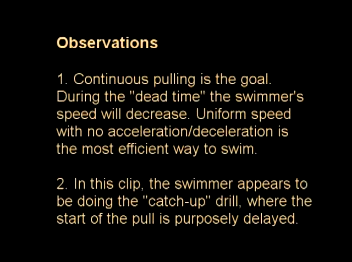 Observations
1. Continuous pulling is the goal.
During the "dead time" the swimmer's
speed will decrease. Uniform speed
with no acceleration/deceleration is
the most efficient way to swim.
2. In this clip, the swimmer appears to
be doing the "catch-up" drill, where the
start of the pull is purposely delayed.